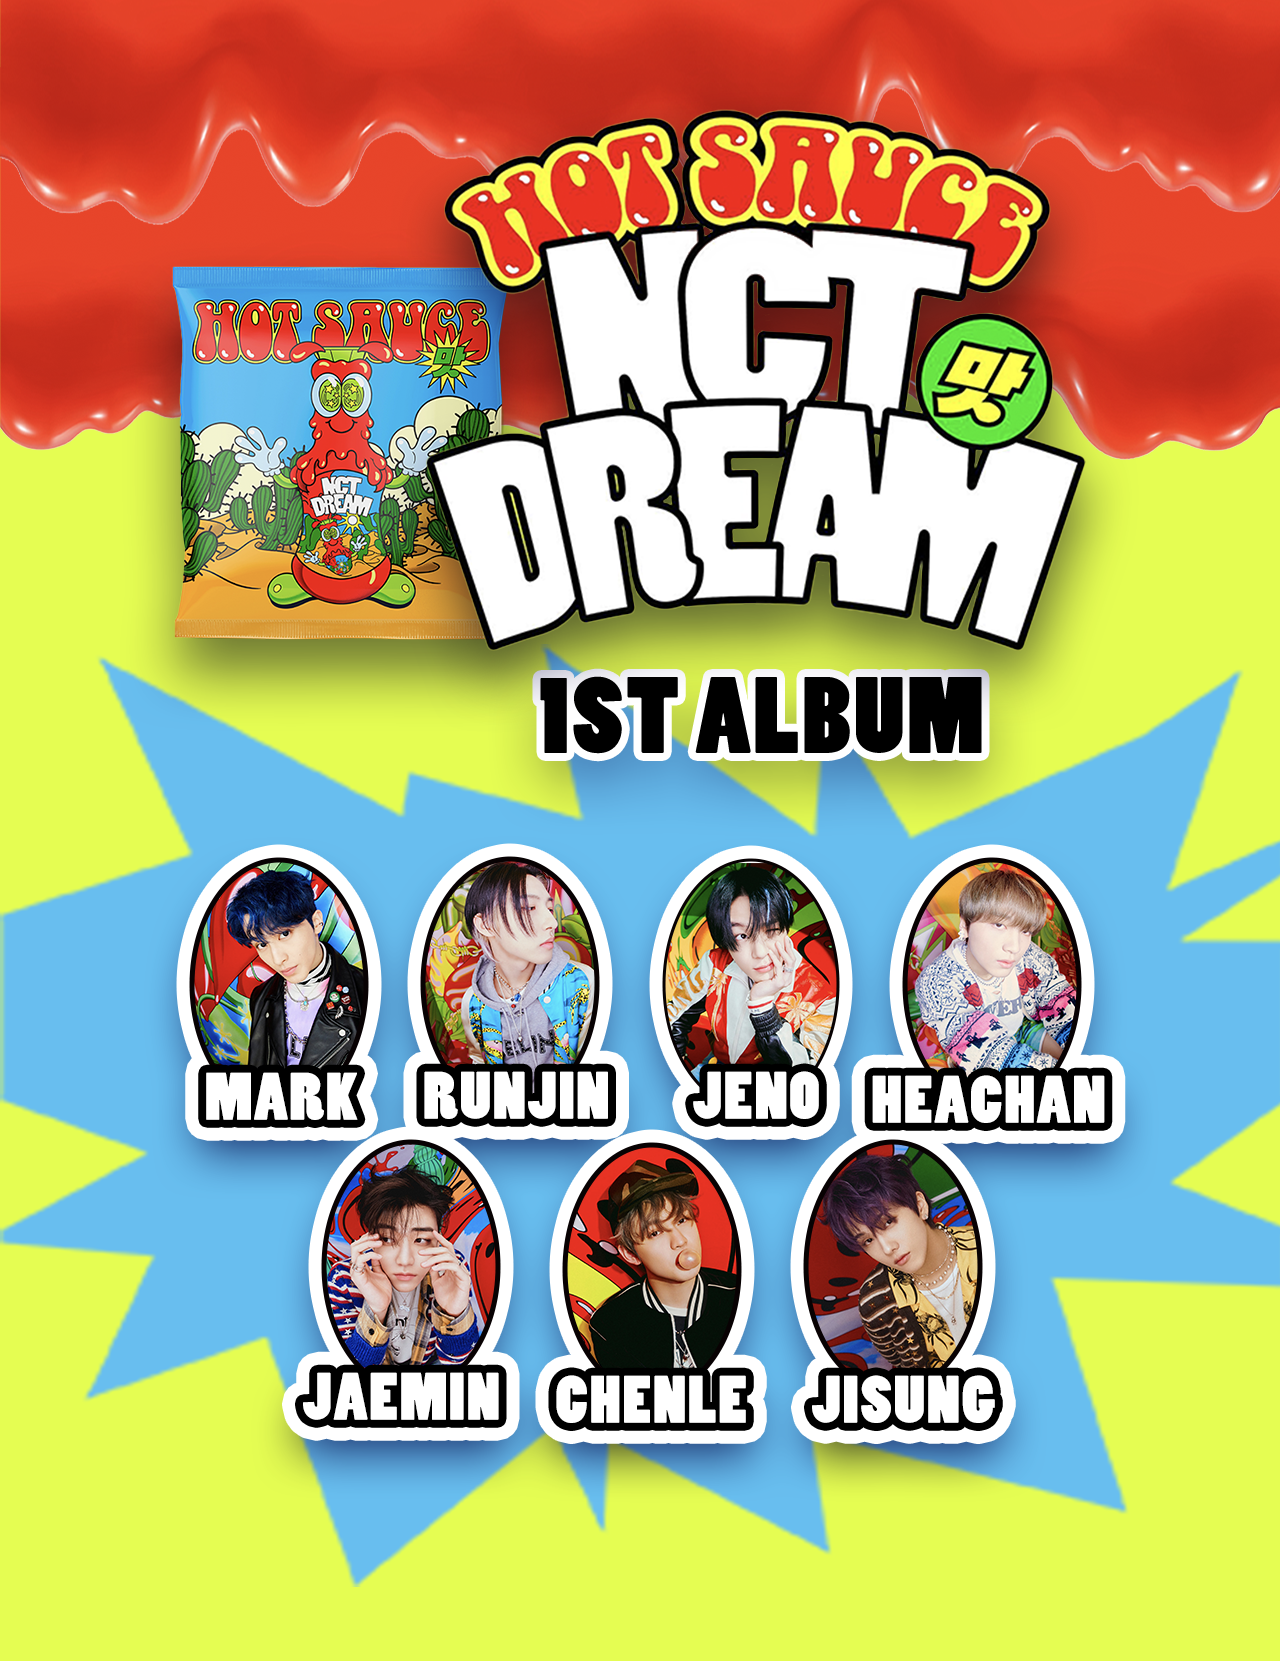 HOT SAUCE
NCT
DREAM
맛
HOT SAUCE
맛
NCT
DREAM
1ST ALBUM
MARK
RUNJIN
JENO
HEACHAN
JAEMIN
CHENLE
JISUNG